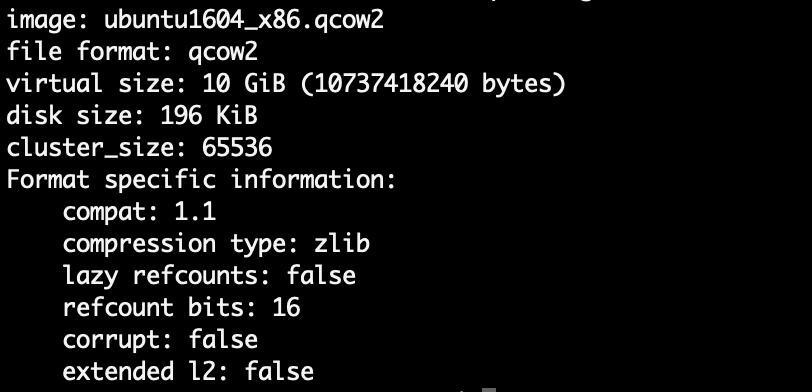 image: ubuntu1604_x86.qcow2
file format: qcow2
virtual size: 10 GiB (10737418240 bytes)
disk size: 196 KiB
cluster_size: 65536
Format specific information:
    compat: 1.1
    compression type: zlib
    lazy refcounts: false
    refcount bits: 16
    corrupt: false
    extended l2: false